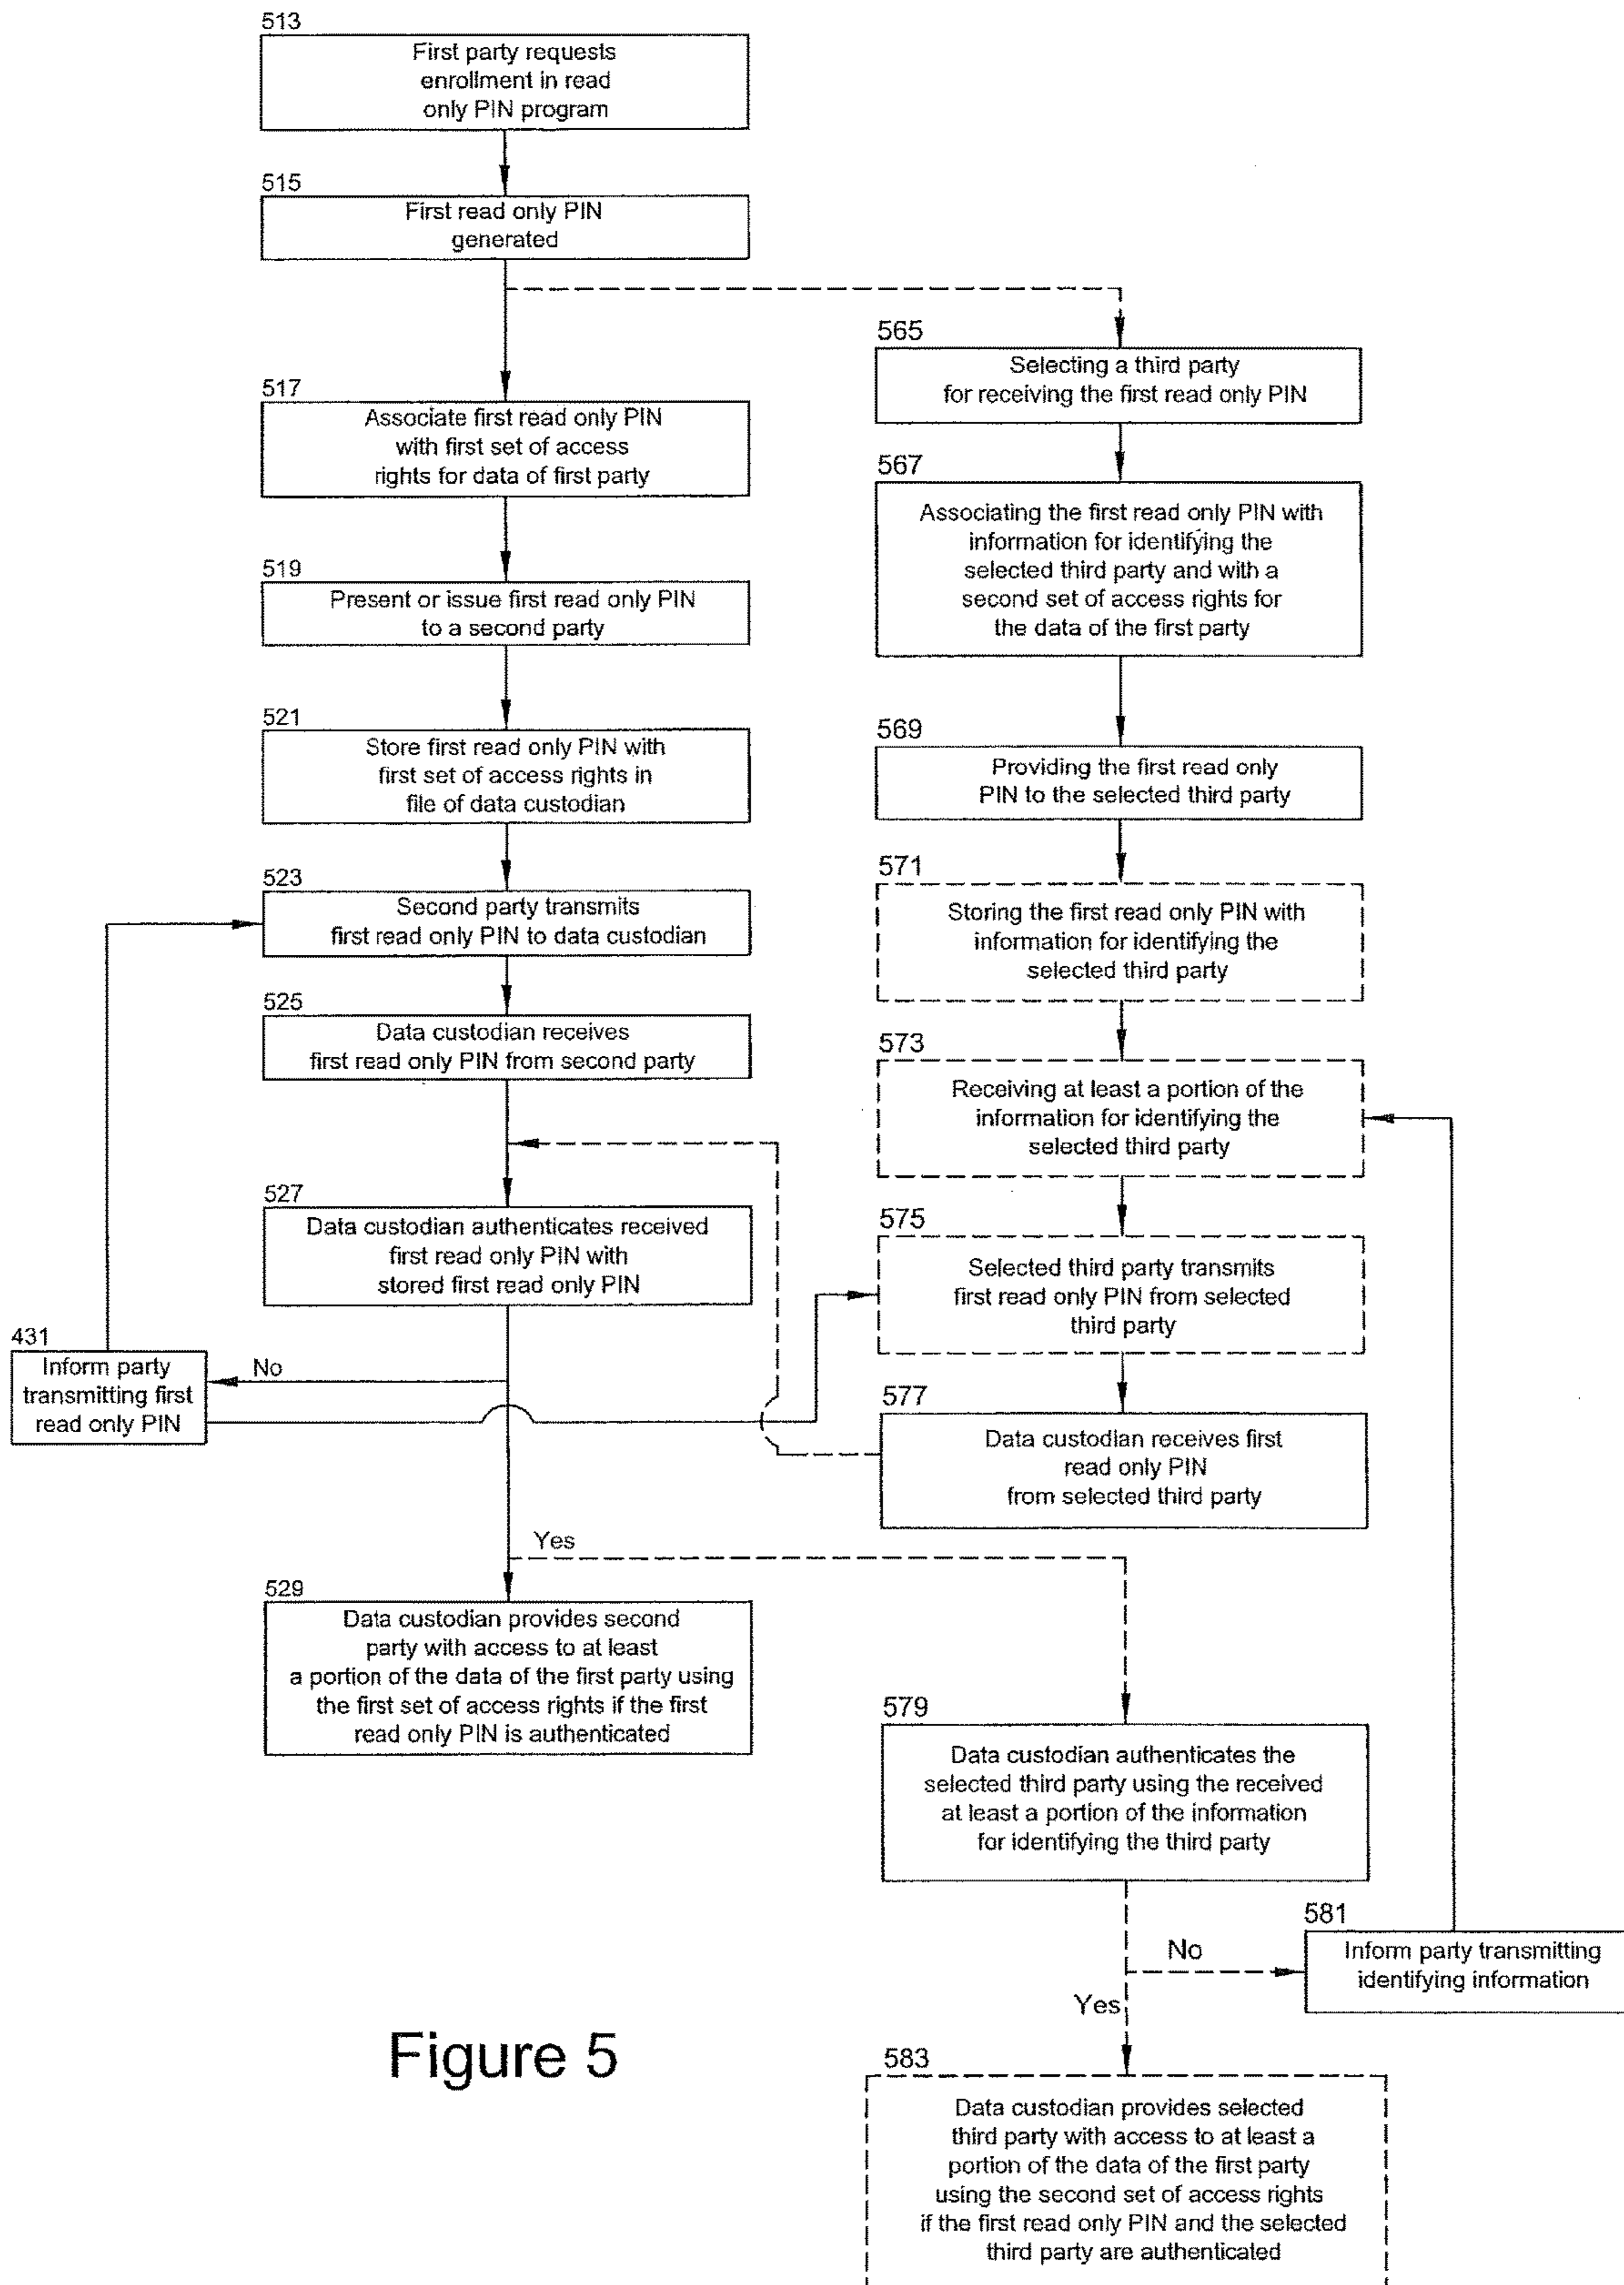 513
First party requests
enrollment in read
only PIN program
515
First read only PIN
generated
517
Associate first read only PIN
with first set of access
rights for data of first party
519
Present or issue first read only PIN
to a second party
521
Store first read only PIN with
first set of access rights in
file of data custodian
523
Second party transmits
first read only PIN to data custodian
525
Data custodian receives
first read only PIN from second party
527
Data custodian authenticates received
first read only PIN with
stored first read only PIN
431
Inform party
transmitting first
read only PIN
No
Yes
529
Data custodian provides second
party with access to at least
a portion of the data of the first party using
the first set of access rights if the first
read only PIN is authenticated
565
Selecting a third party
for receiving the first read only PIN
567
Associating the first read only PIN with
information for identifying the
selected third party and with a
second set of access rights for
the data of the first party
569
Providing the first read only
PIN to the selected third party
571
Storing the first read only PIN with
information for identifying the
selected third party
573
Receiving at least a portion of the
information for identifying the
selected third party
575
Selected third party transmits
first read only PIN from selected
third party
577
Data custodian receives first
read only PIN
from selected third party
579
Data custodian authenticates the
selected third party using the received
at least a portion of the information
for identifying the third party
No
581
Inform party transmitting
identifying information
Yes
583
Data custodian provides selected
third party with access to at least a
portion of the data of the first party
using the second set of access rights
if the first read only PIN and the selected
third party are authenticated
Figure 5